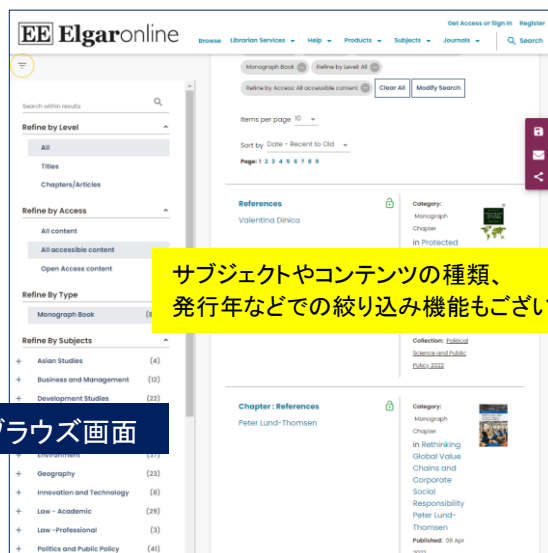 EE Elgaronline
Get Access or Sign In Register
Browse Librarian Services Help Products Subjects Journals Search
Monograph Book Refine by Level: All
Refine by Access: All accessible content Clear All Modify Search
Search within results
Items per page 10
Sort by Date - Recent to Old
Page: 1 2 3 4 5 6 7 8 9
Refine by Level
All
Titles
Chapters/Articles
Refine by Access
All content
All accessible content
Open Access content
Refine By Type
Monograph Book
Refine By Subjects
+ Asian Studies (4)
+ Business and Management (12)
+ Development Studies (22)
ラウズ画面
+ Environment (37)
+ Geography (23)
+ Innovation and Technology (8)
+ Law - Academic (29)
+ Law -Professional (3)
+ Politics and Public Policy (41)
References
Valentina Dinica
Category:
Monograph
Chapter
in Protected
サブジェクトやコンテンツの種類、
発行年などでの絞り込み機能もござい
Collection: Political
Science and Public
Policy 2022
Chapter : References
Peter Lund-Thomsen
Category:
Monograph
Chapter
in Rethinking
Global Value
Chains and
Corporate
Social
Responsibility
Peter Lund-
Thomsen
Published: 08 Apr
2022